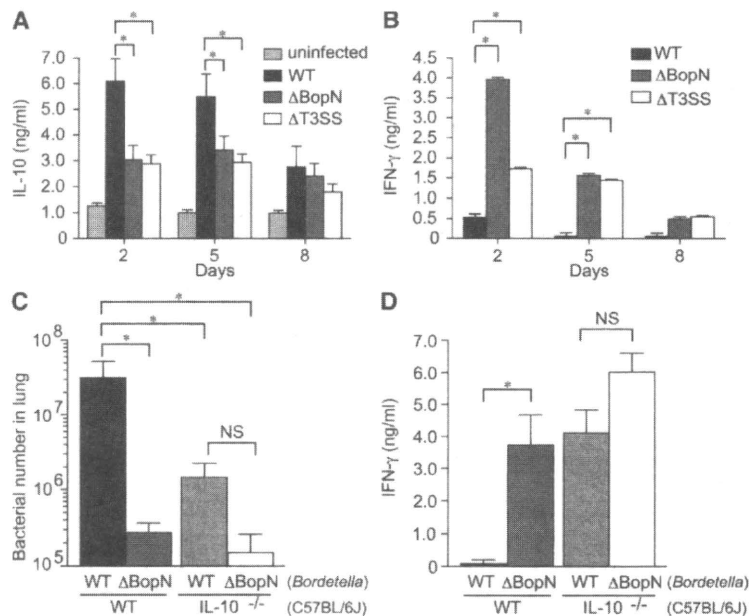 A
IL-10 (ng/ml)
7.0
6.0
5.0
4.0
3.0
2.0
1.0
0
* * * *
uninfected
WT
ΔBopN
ΔT3SS
2 5 8
Days
B
IFN-γ (ng/ml)
4.5
4.0
3.5
3.0
2.5
2.0
1.5
1.0
0.5
0
* * * *
WT
ΔBopN
ΔT3SS
2 5 8
Days
C
Bacterial number in lung
10⁸
10⁷
10⁶
10⁵
*
*
*
NS
WT ΔBopN WT ΔBopN (Bordetella)
WT IL-10 -/- (C57BL/6J)
D
IFN-γ (ng/ml)
7.0
6.0
5.0
4.0
3.0
2.0
1.0
0
NS
*
WT ΔBopN WT ΔBopN (Bordetella)
WT IL-10 -/- (C57BL/6J)